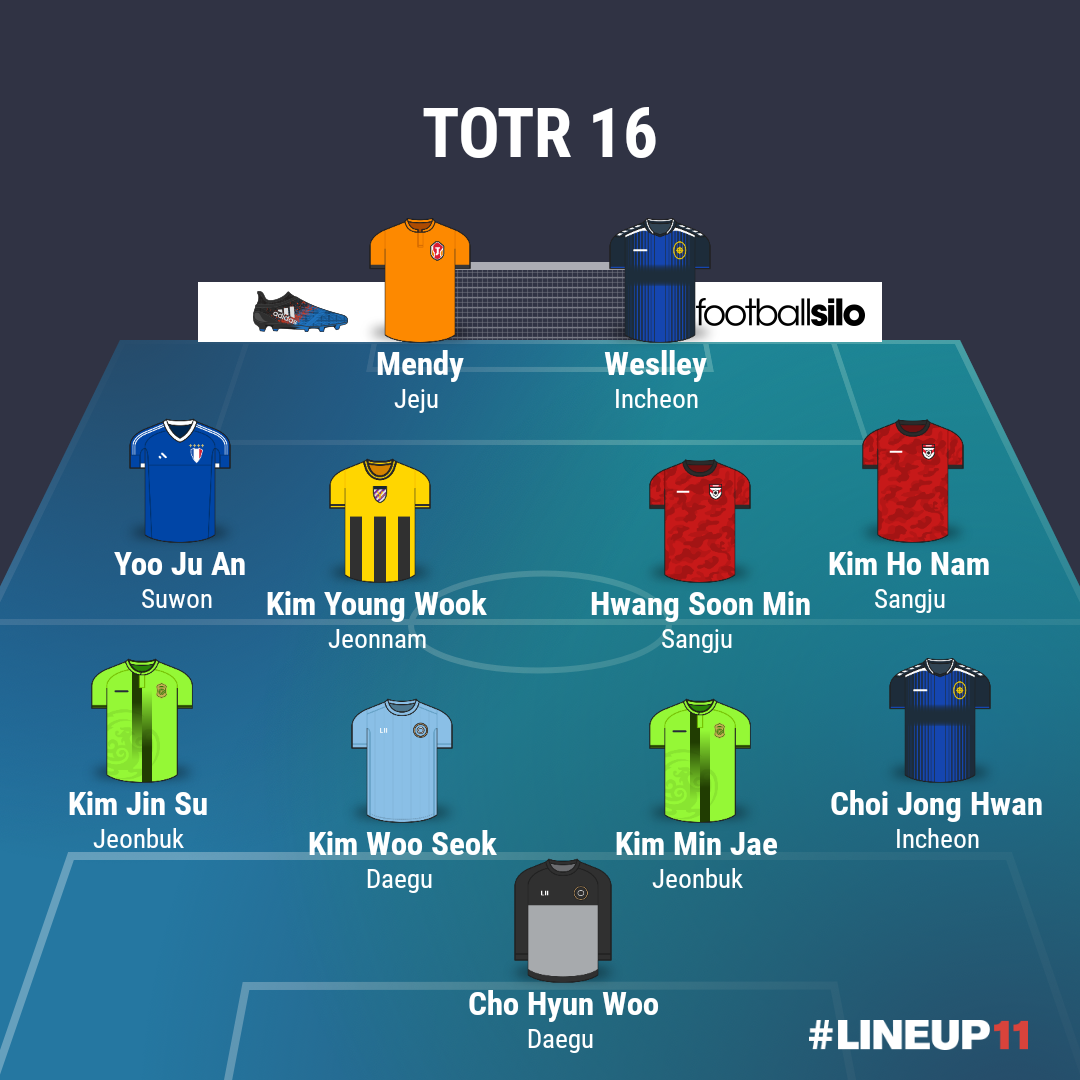 TOTR 16
adidas
footballsilo
Mendy
Jeju
Weslley
Incheon
Yoo Ju An
Suwon
Kim Ho Nam
Sangju
Kim Young Wook
Jeonnam
Hwang Soon Min
Sangju
Kim Jin Su
Jeonbuk
Choi Jong Hwan
Incheon
Kim Woo Seok
Daegu
Kim Min Jae
Jeonbuk
Cho Hyun Woo
Daegu
#LINEUP11